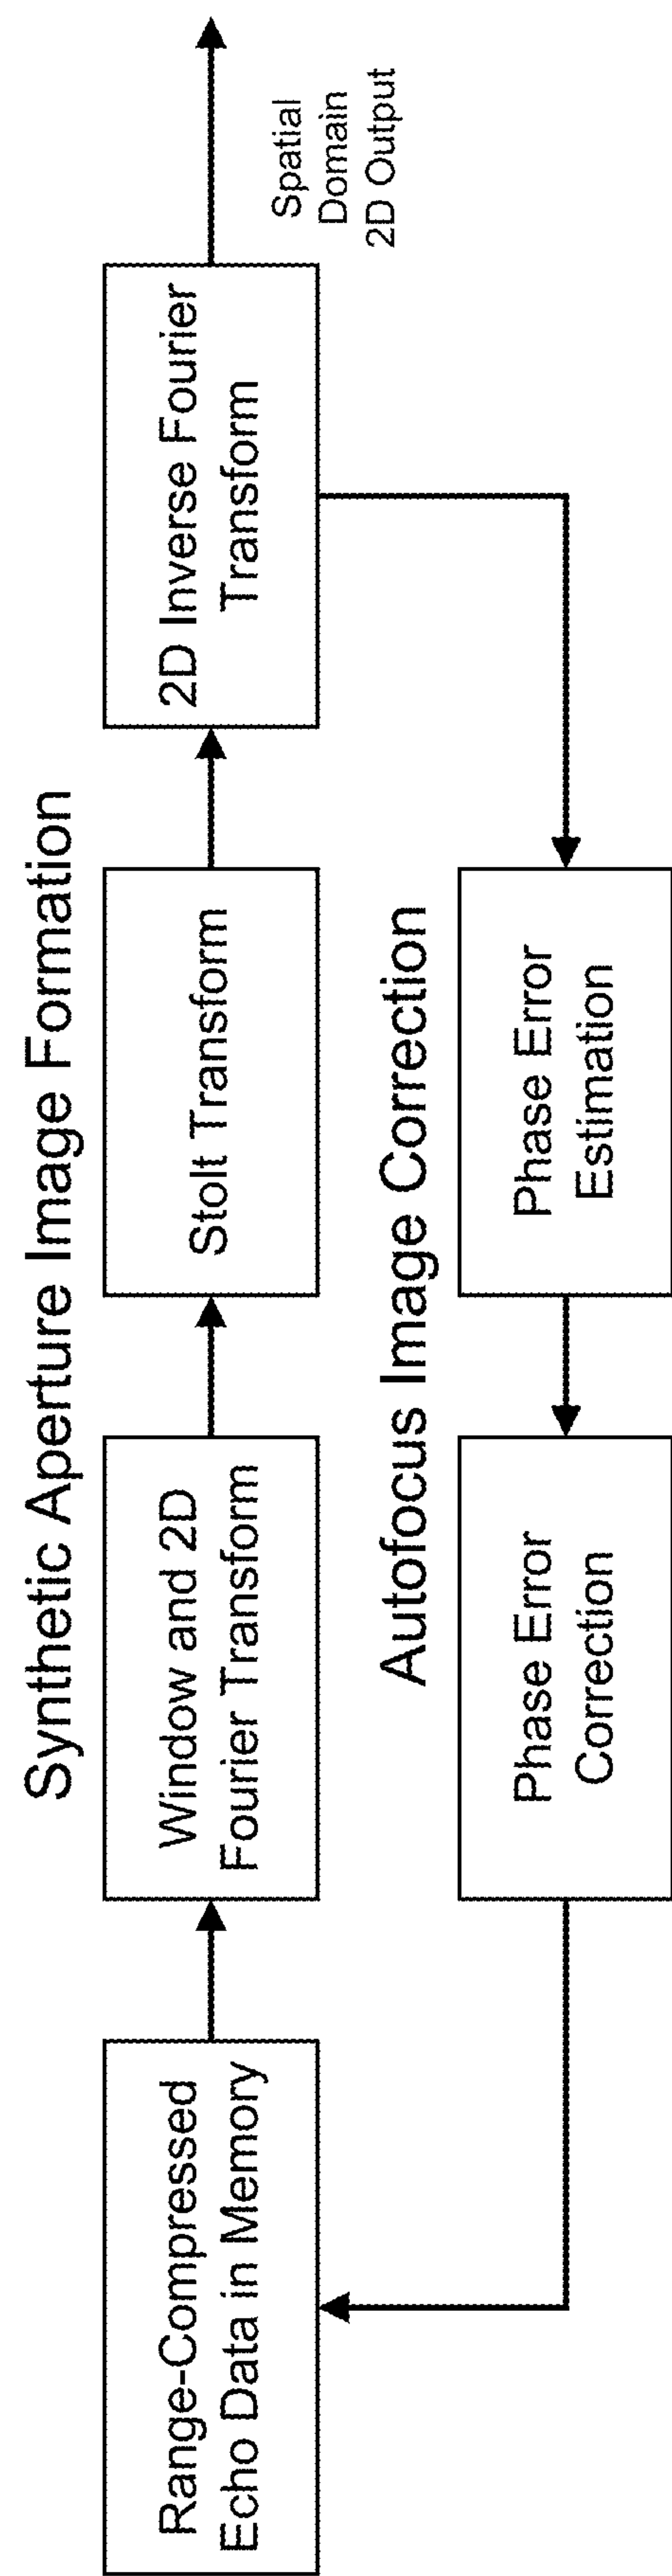 Synthetic Aperture Image Formation
Range-Compressed
Echo Data in Memory
Window and 2D
Fourier Transform
Stolt Transform
2D Inverse Fourier
Transform
Spatial
Domain
2D Output
Autofocus Image Correction
Phase Error
Correction
Phase Error
Estimation